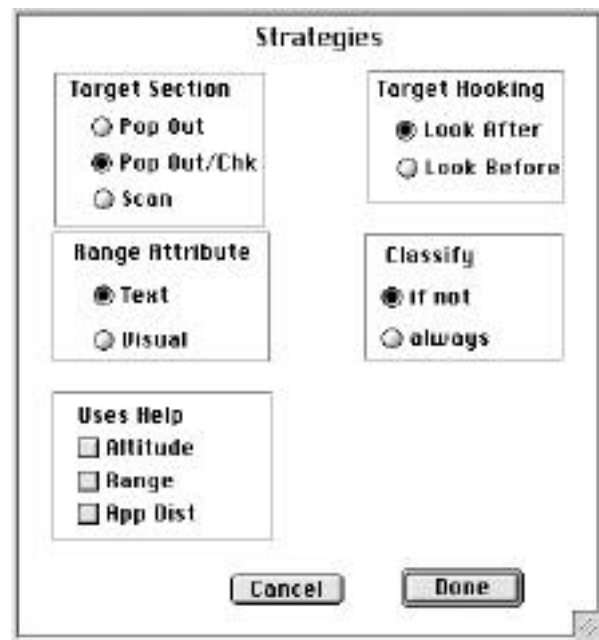 Strategies
Target Section
Pop Out
Pop Out/Chk
Scan
Target Hooking
Look After
Look Before
Range Attribute
Text
Visual
Classify
if not
always
Uses Help
Altitude
Range
App Dist
Cancel
Done